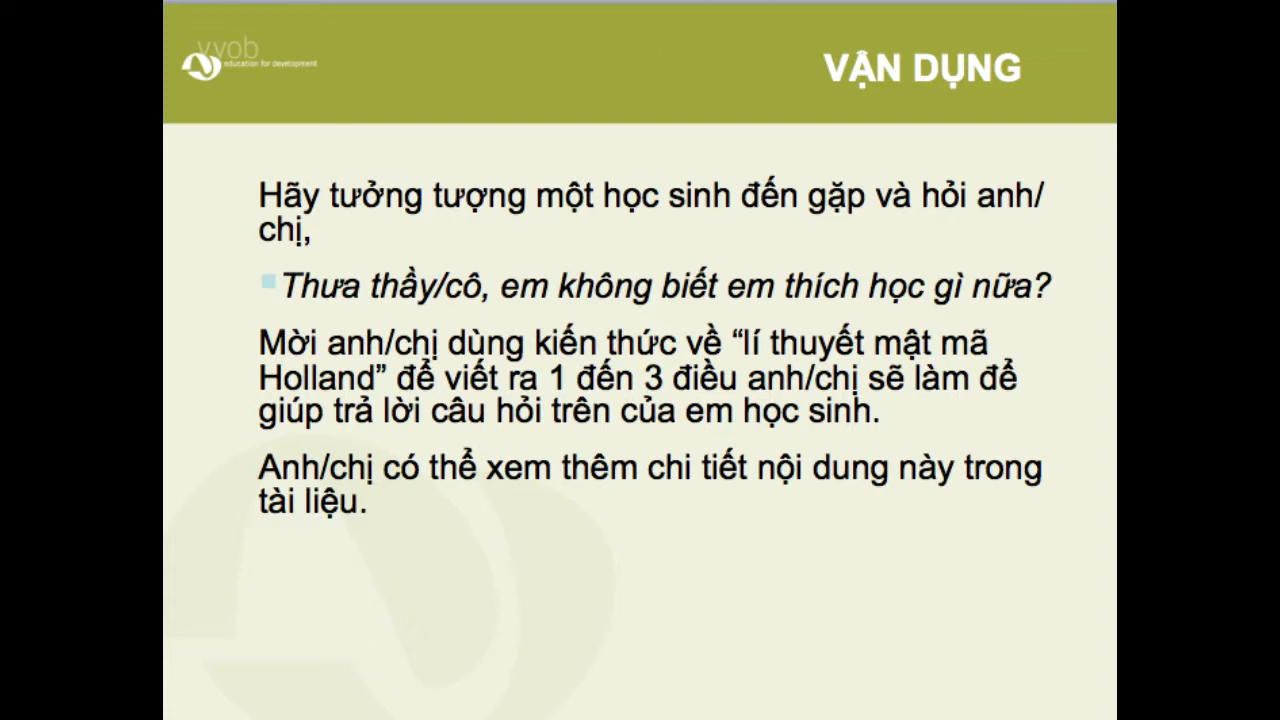 vvob
education for development
VẬN DỤNG
Hãy tưởng tượng một học sinh đến gặp và hỏi anh/
chị,
Thưa thầy/cô, em không biết em thích học gì nữa?
Mời anh/chị dùng kiến thức về “lí thuyết mật mã
Holland” để viết ra 1 đến 3 điều anh/chị sẽ làm để
giúp trả lời câu hỏi trên của em học sinh.
Anh/chị có thể xem thêm chi tiết nội dung này trong
tài liệu.